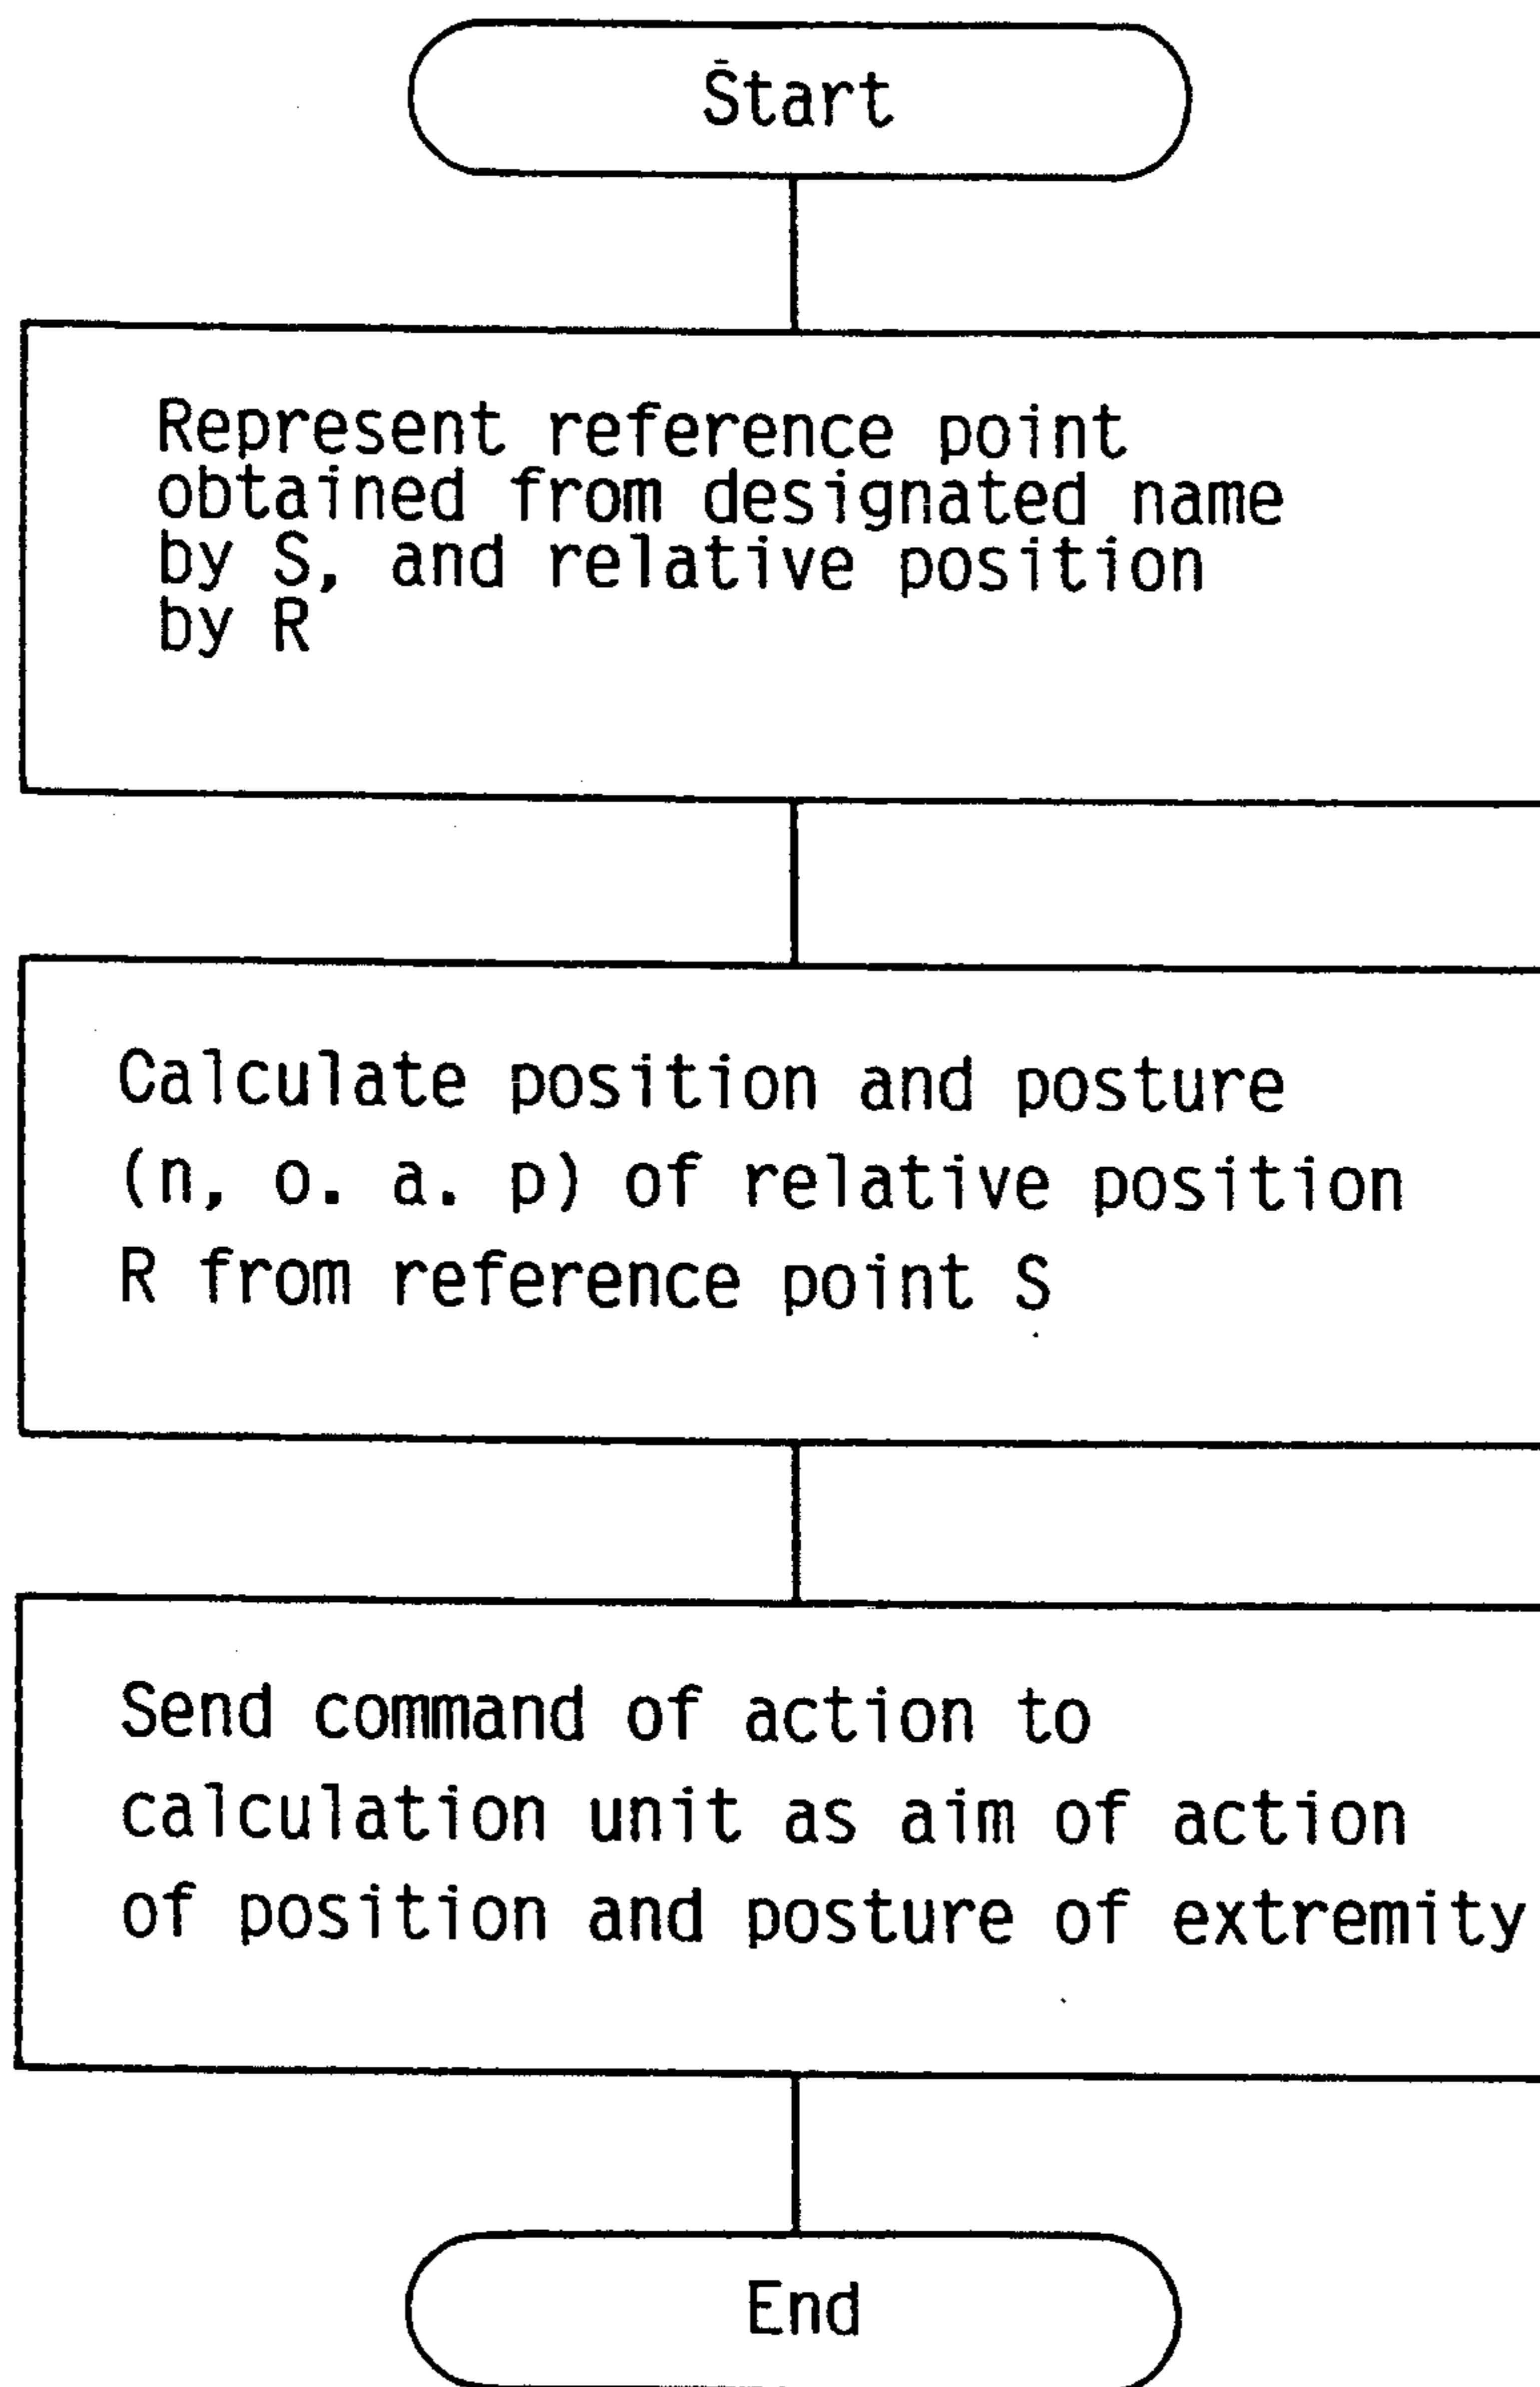 Start
Represent reference point
obtained from designated name
by S, and relative position
by R
Calculate position and posture
(n, o. a. p) of relative position
R from reference point S
Send command of action to
calculation unit as aim of action
of position and posture of extremity
End